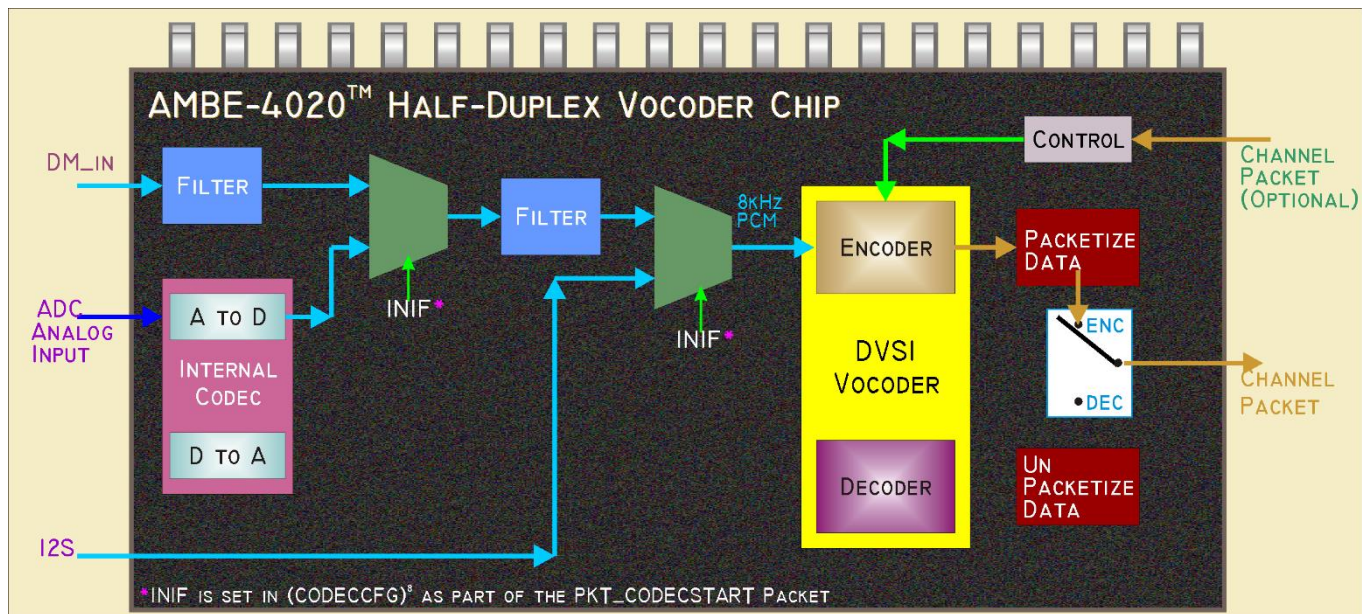 AMBE-4020™ HALF-DUPLEX VOCODER CHIP
DM_IN
FILTER
CONTROL
CHANNEL
PACKET
(OPTIONAL)
FILTER
8KHZ
PCM
ENCODER
PACKETIZE
DATA
ADC
ANALOG
INPUT
A TO D
INIF*
INIF*
ENC
INTERNAL
CODEC
DVSI
VOCODER
CHANNEL
PACKET
DEC
D TO A
DECODER
UN
PACKETIZE
DATA
I2S
*INIF IS SET IN (CODECCFG)⁸ AS PART OF THE PKT_CODECSTART PACKET